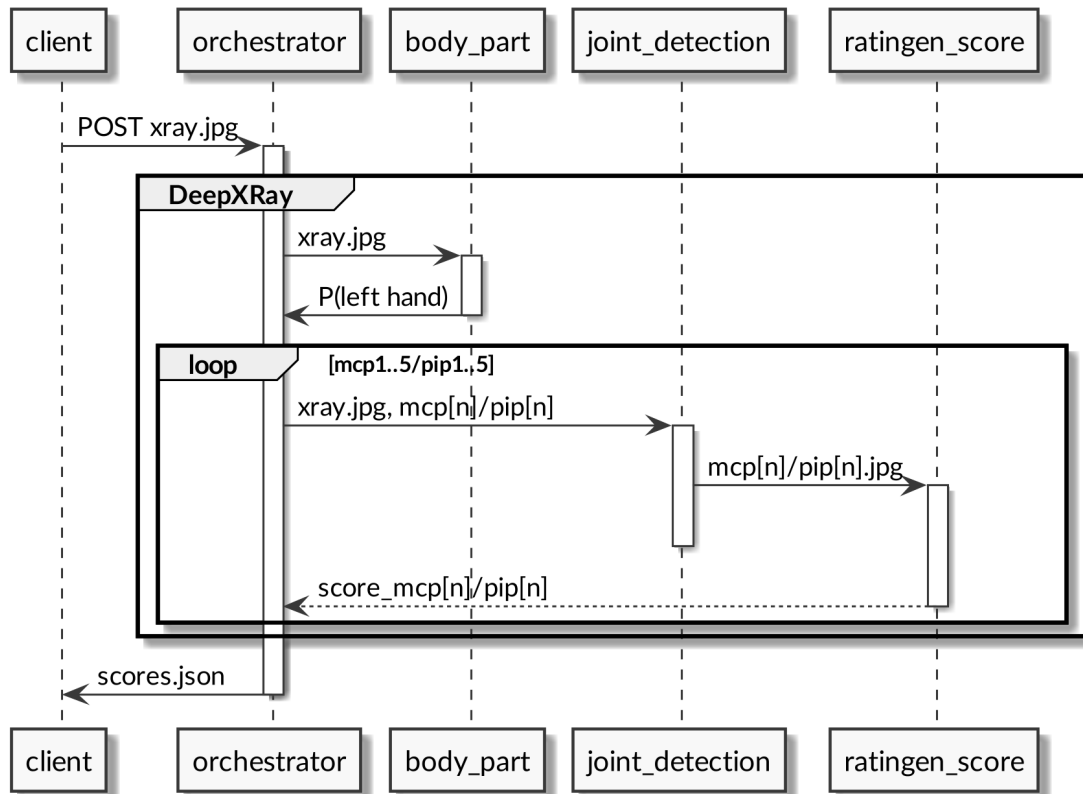 client orchestrator body_part joint_detection ratingen_score
POST xray.jpg
DeepXRay
xray.jpg
P(left hand)
loop [mcp1..5/pip1..5]
xray.jpg, mcp[n]/pip[n]
mcp[n]/pip[n].jpg
score_mcp[n]/pip[n]
scores.json
client orchestrator body_part joint_detection ratingen_score